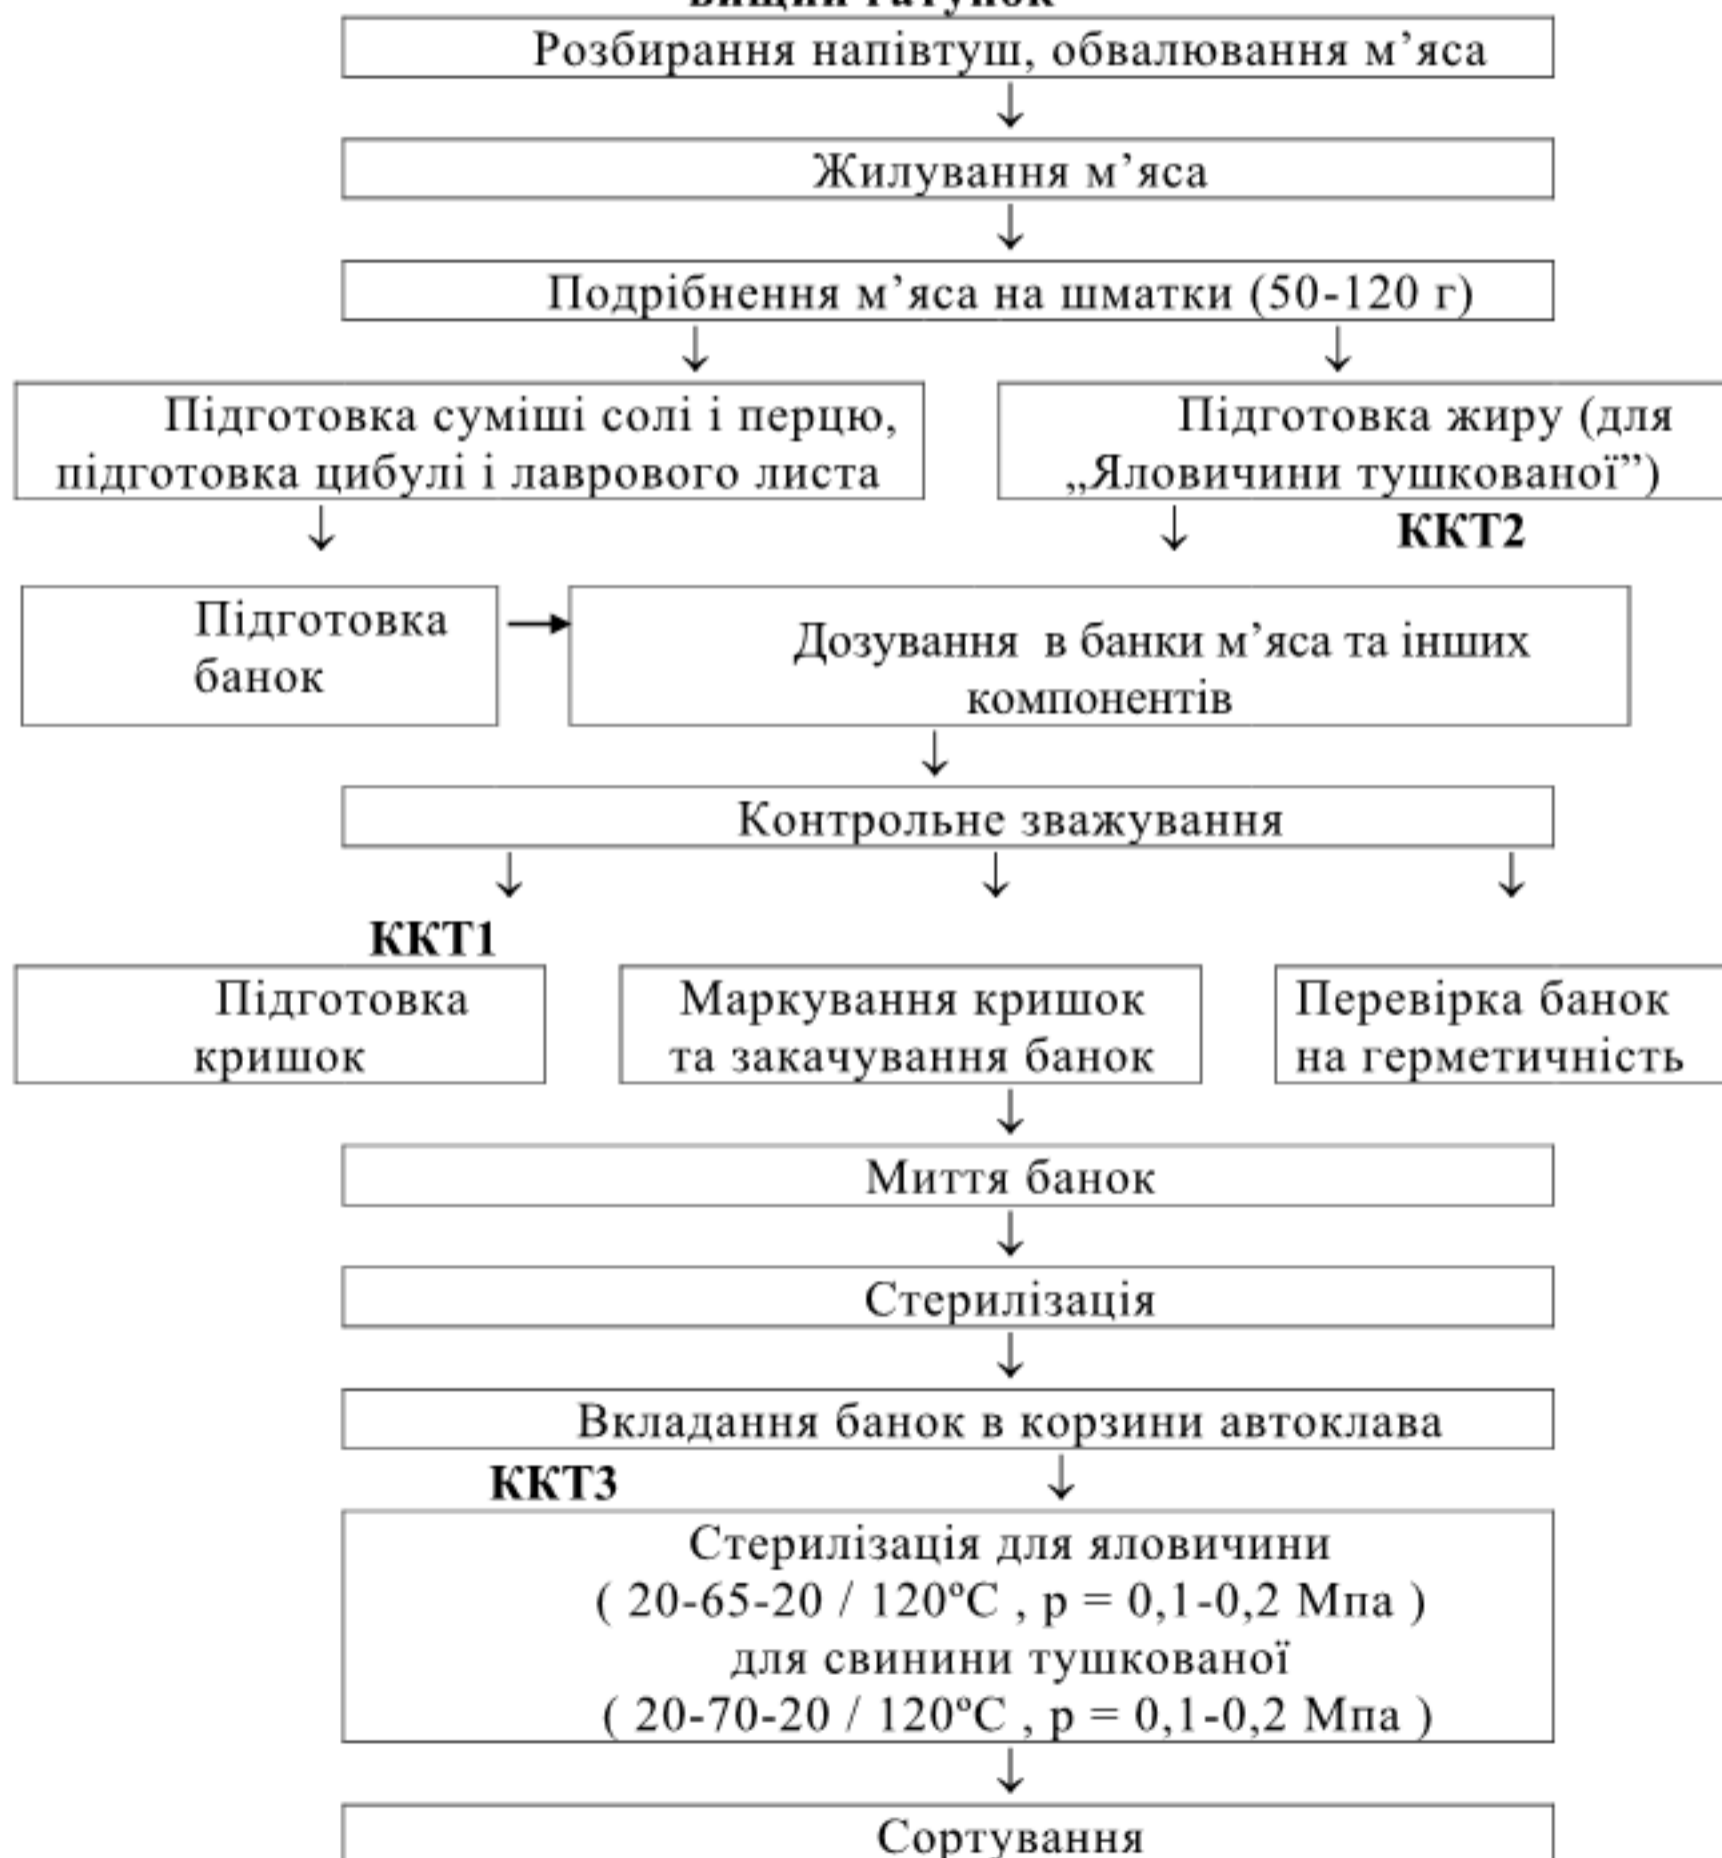 вищий гатунок
Розбирання напівтуш, обвалювання м’яса
Жилування м’яса
Подрібнення м’яса на шматки (50-120 г)
Підготовка суміші солі і перцю,
підготовка цибулі і лаврового листа
Підготовка жиру (для
„Яловичини тушкованої”)
ККТ2
Підготовка
банок
Дозування в банки м’яса та інших
компонентів
Контрольне зважування
ККТ1
Підготовка
кришок
Маркування кришок
та закачування банок
Перевірка банок
на герметичність
Миття банок
Стерилізація
Вкладання банок в корзини автоклава
ККТ3
Стерилізація для яловичини
( 20-65-20 / 120ºС , р = 0,1-0,2 Мпа )
для свинини тушкованої
( 20-70-20 / 120ºС , р = 0,1-0,2 Мпа )
Сортування